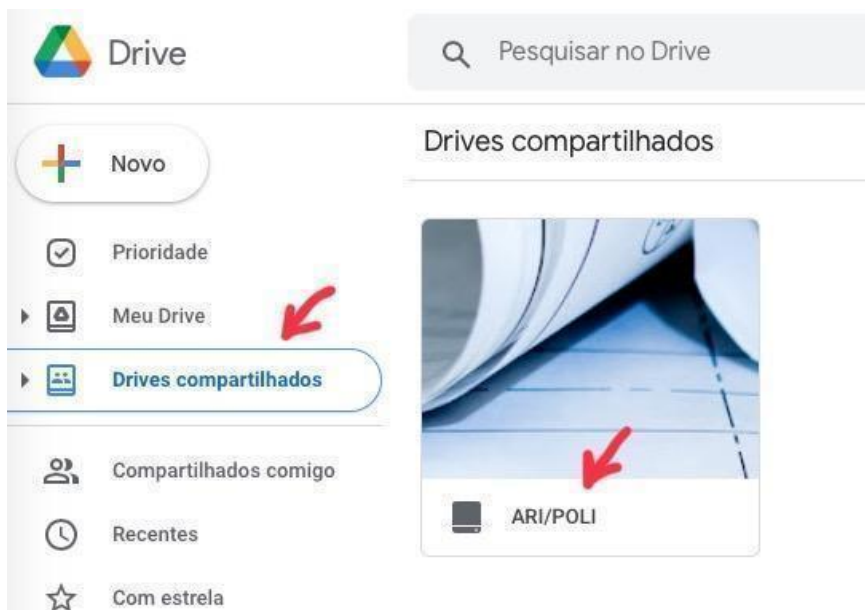 Drive
Pesquisar no Drive
Novo
Drives compartilhados
Prioridade
Meu Drive
Drives compartilhados
Compartilhados comigo
Recentes
Com estrela
ARI/POLI